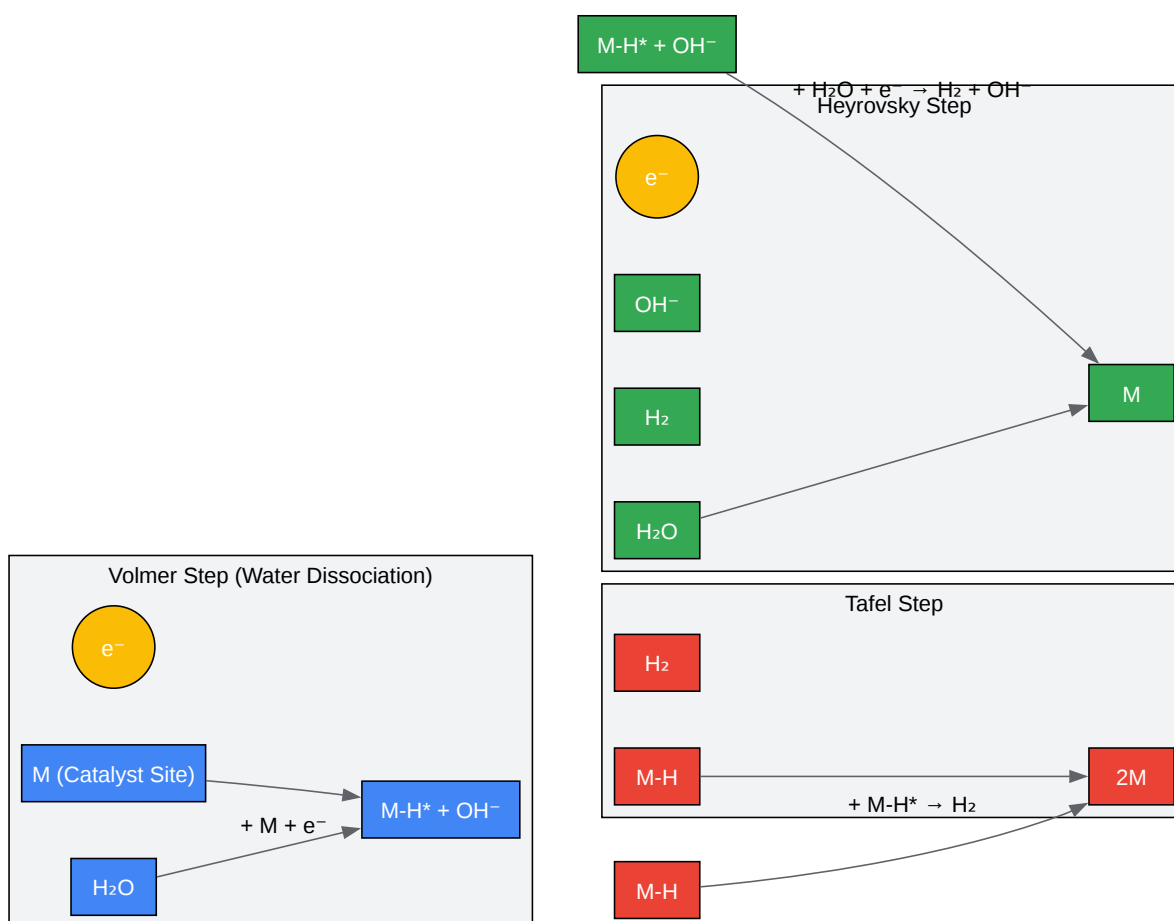 M-H* + OH⁻
+ H₂O + e⁻ → H₂ + OH⁻
Heyrovsky Step
e⁻
OH⁻
H₂
M
H₂O
Volmer Step (Water Dissociation)
e⁻
M (Catalyst Site)
M-H* + OH⁻
+ M + e⁻
H₂O
Tafel Step
H₂
M-H
2M
+ M-H* → H₂
M-H